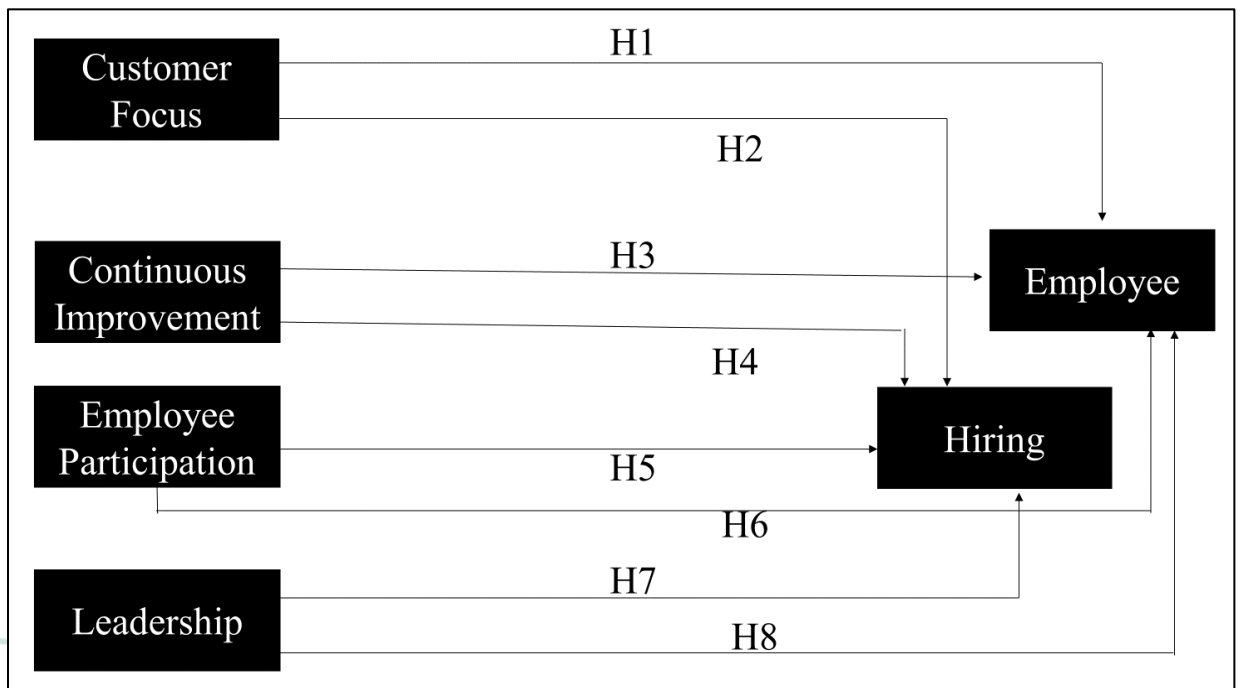 H1
Customer
Focus
H2
H3
Continuous
Improvement
Employee
H4
Employee
Participation
Hiring
H5
H6
H7
Leadership
H8